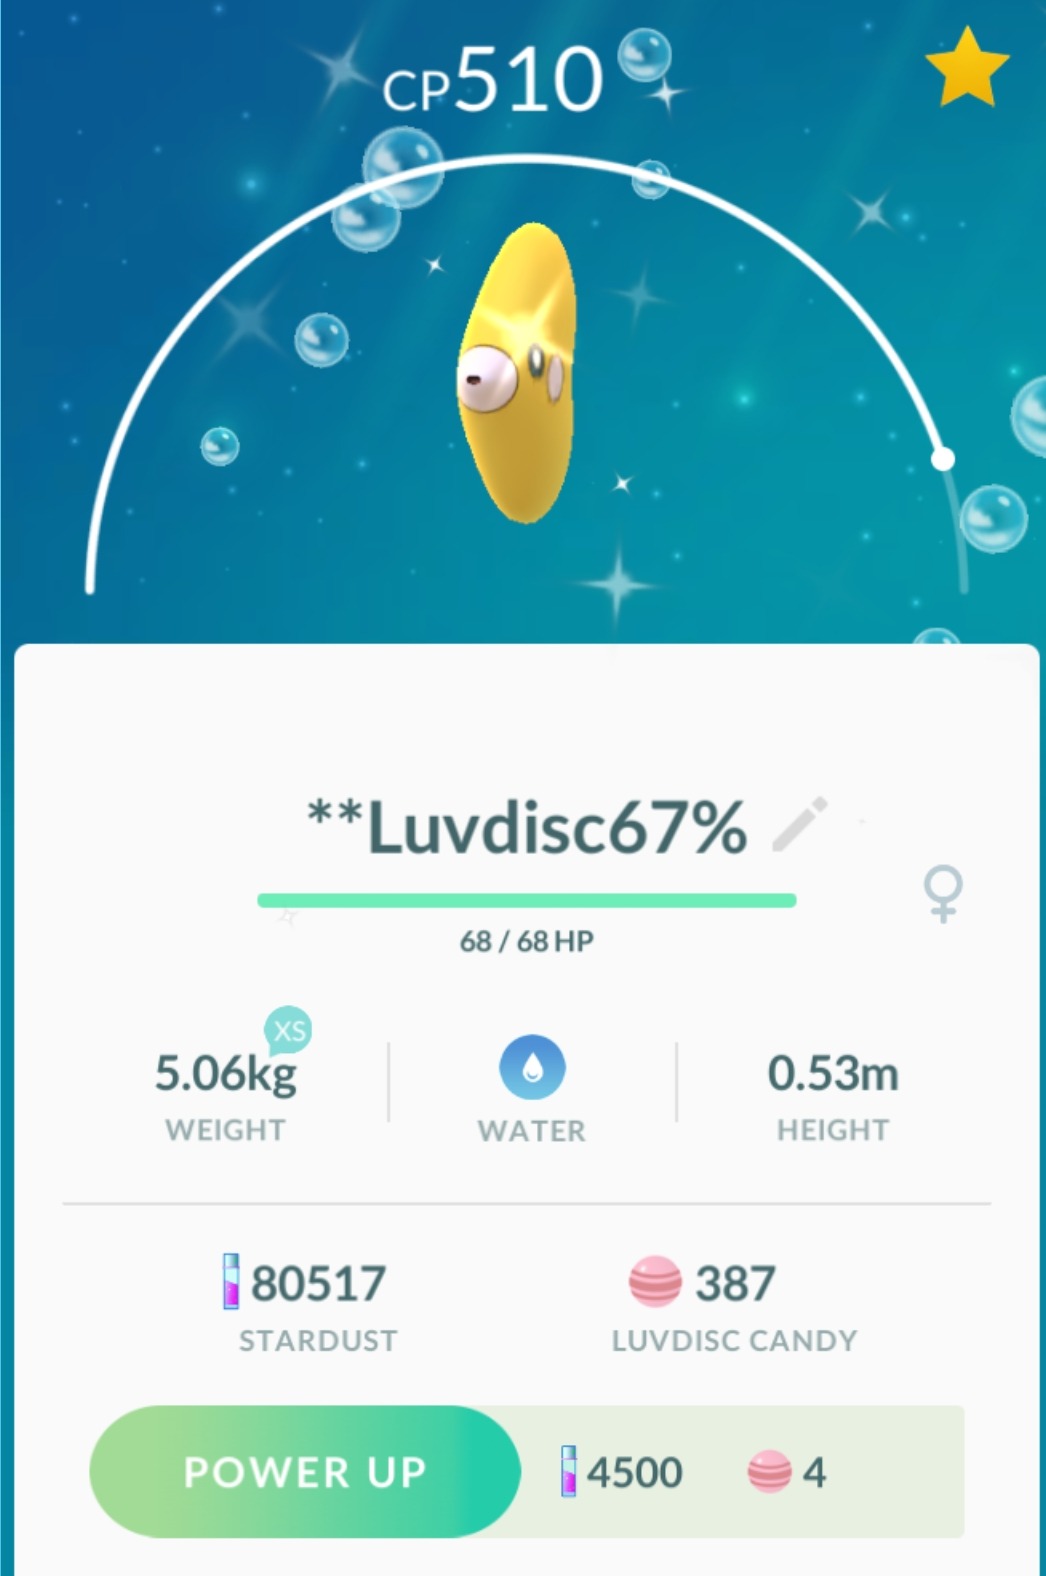 CP510
**Luvdisc67%
68 / 68 HP
XS
5.06kg
WEIGHT
WATER
0.53m
HEIGHT
80517
STARDUST
387
LUVDISC CANDY
POWER UP
4500
4